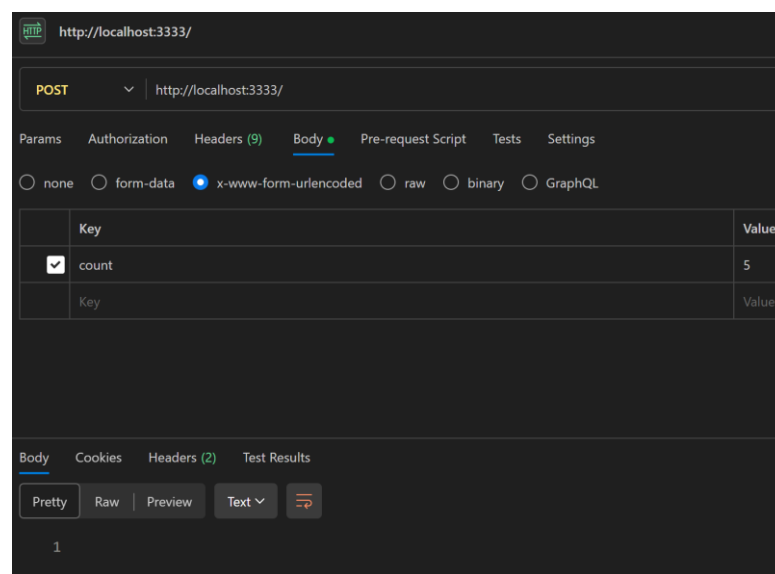 HTTP http://localhost:3333/
POST http://localhost:3333/
Params Authorization Headers (9) Body Pre-request Script Tests Settings
none form-data x-www-form-urlencoded raw binary GraphQL
Key Value
count 5
Key Value
Body Cookies Headers (2) Test Results
Pretty Raw Preview Text
1